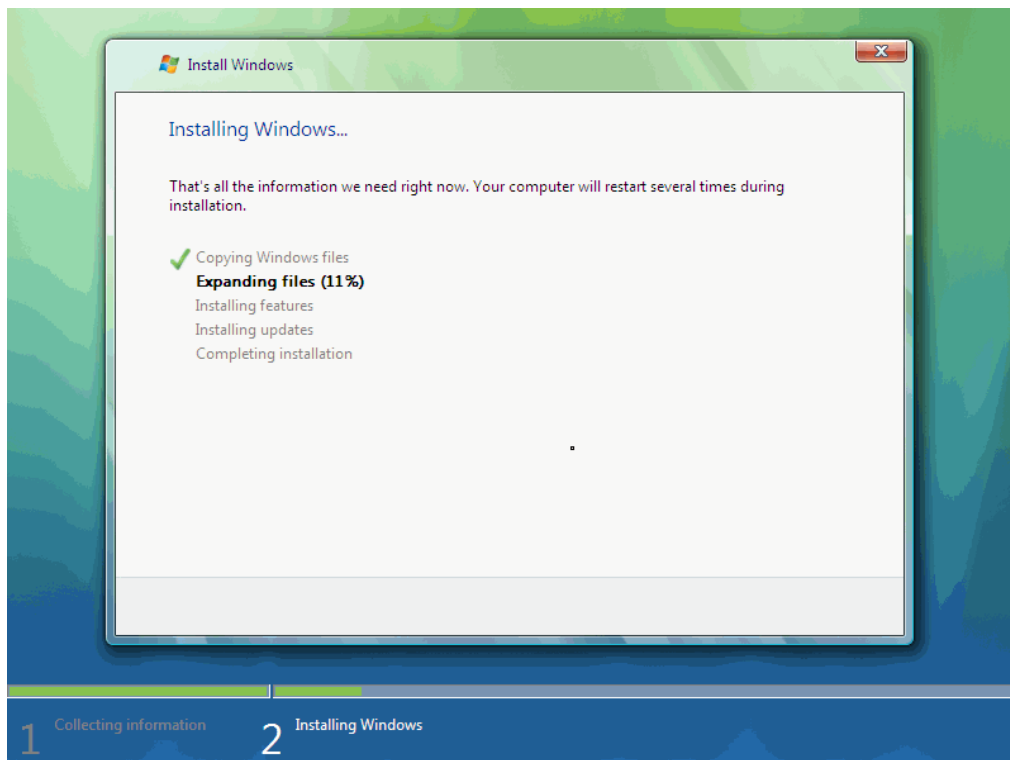 Install Windows
Installing Windows...
That's all the information we need right now. Your computer will restart several times during
installation.
Copying Windows files
Expanding files (11%)
Installing features
Installing updates
Completing installation
1 Collecting information
2 Installing Windows